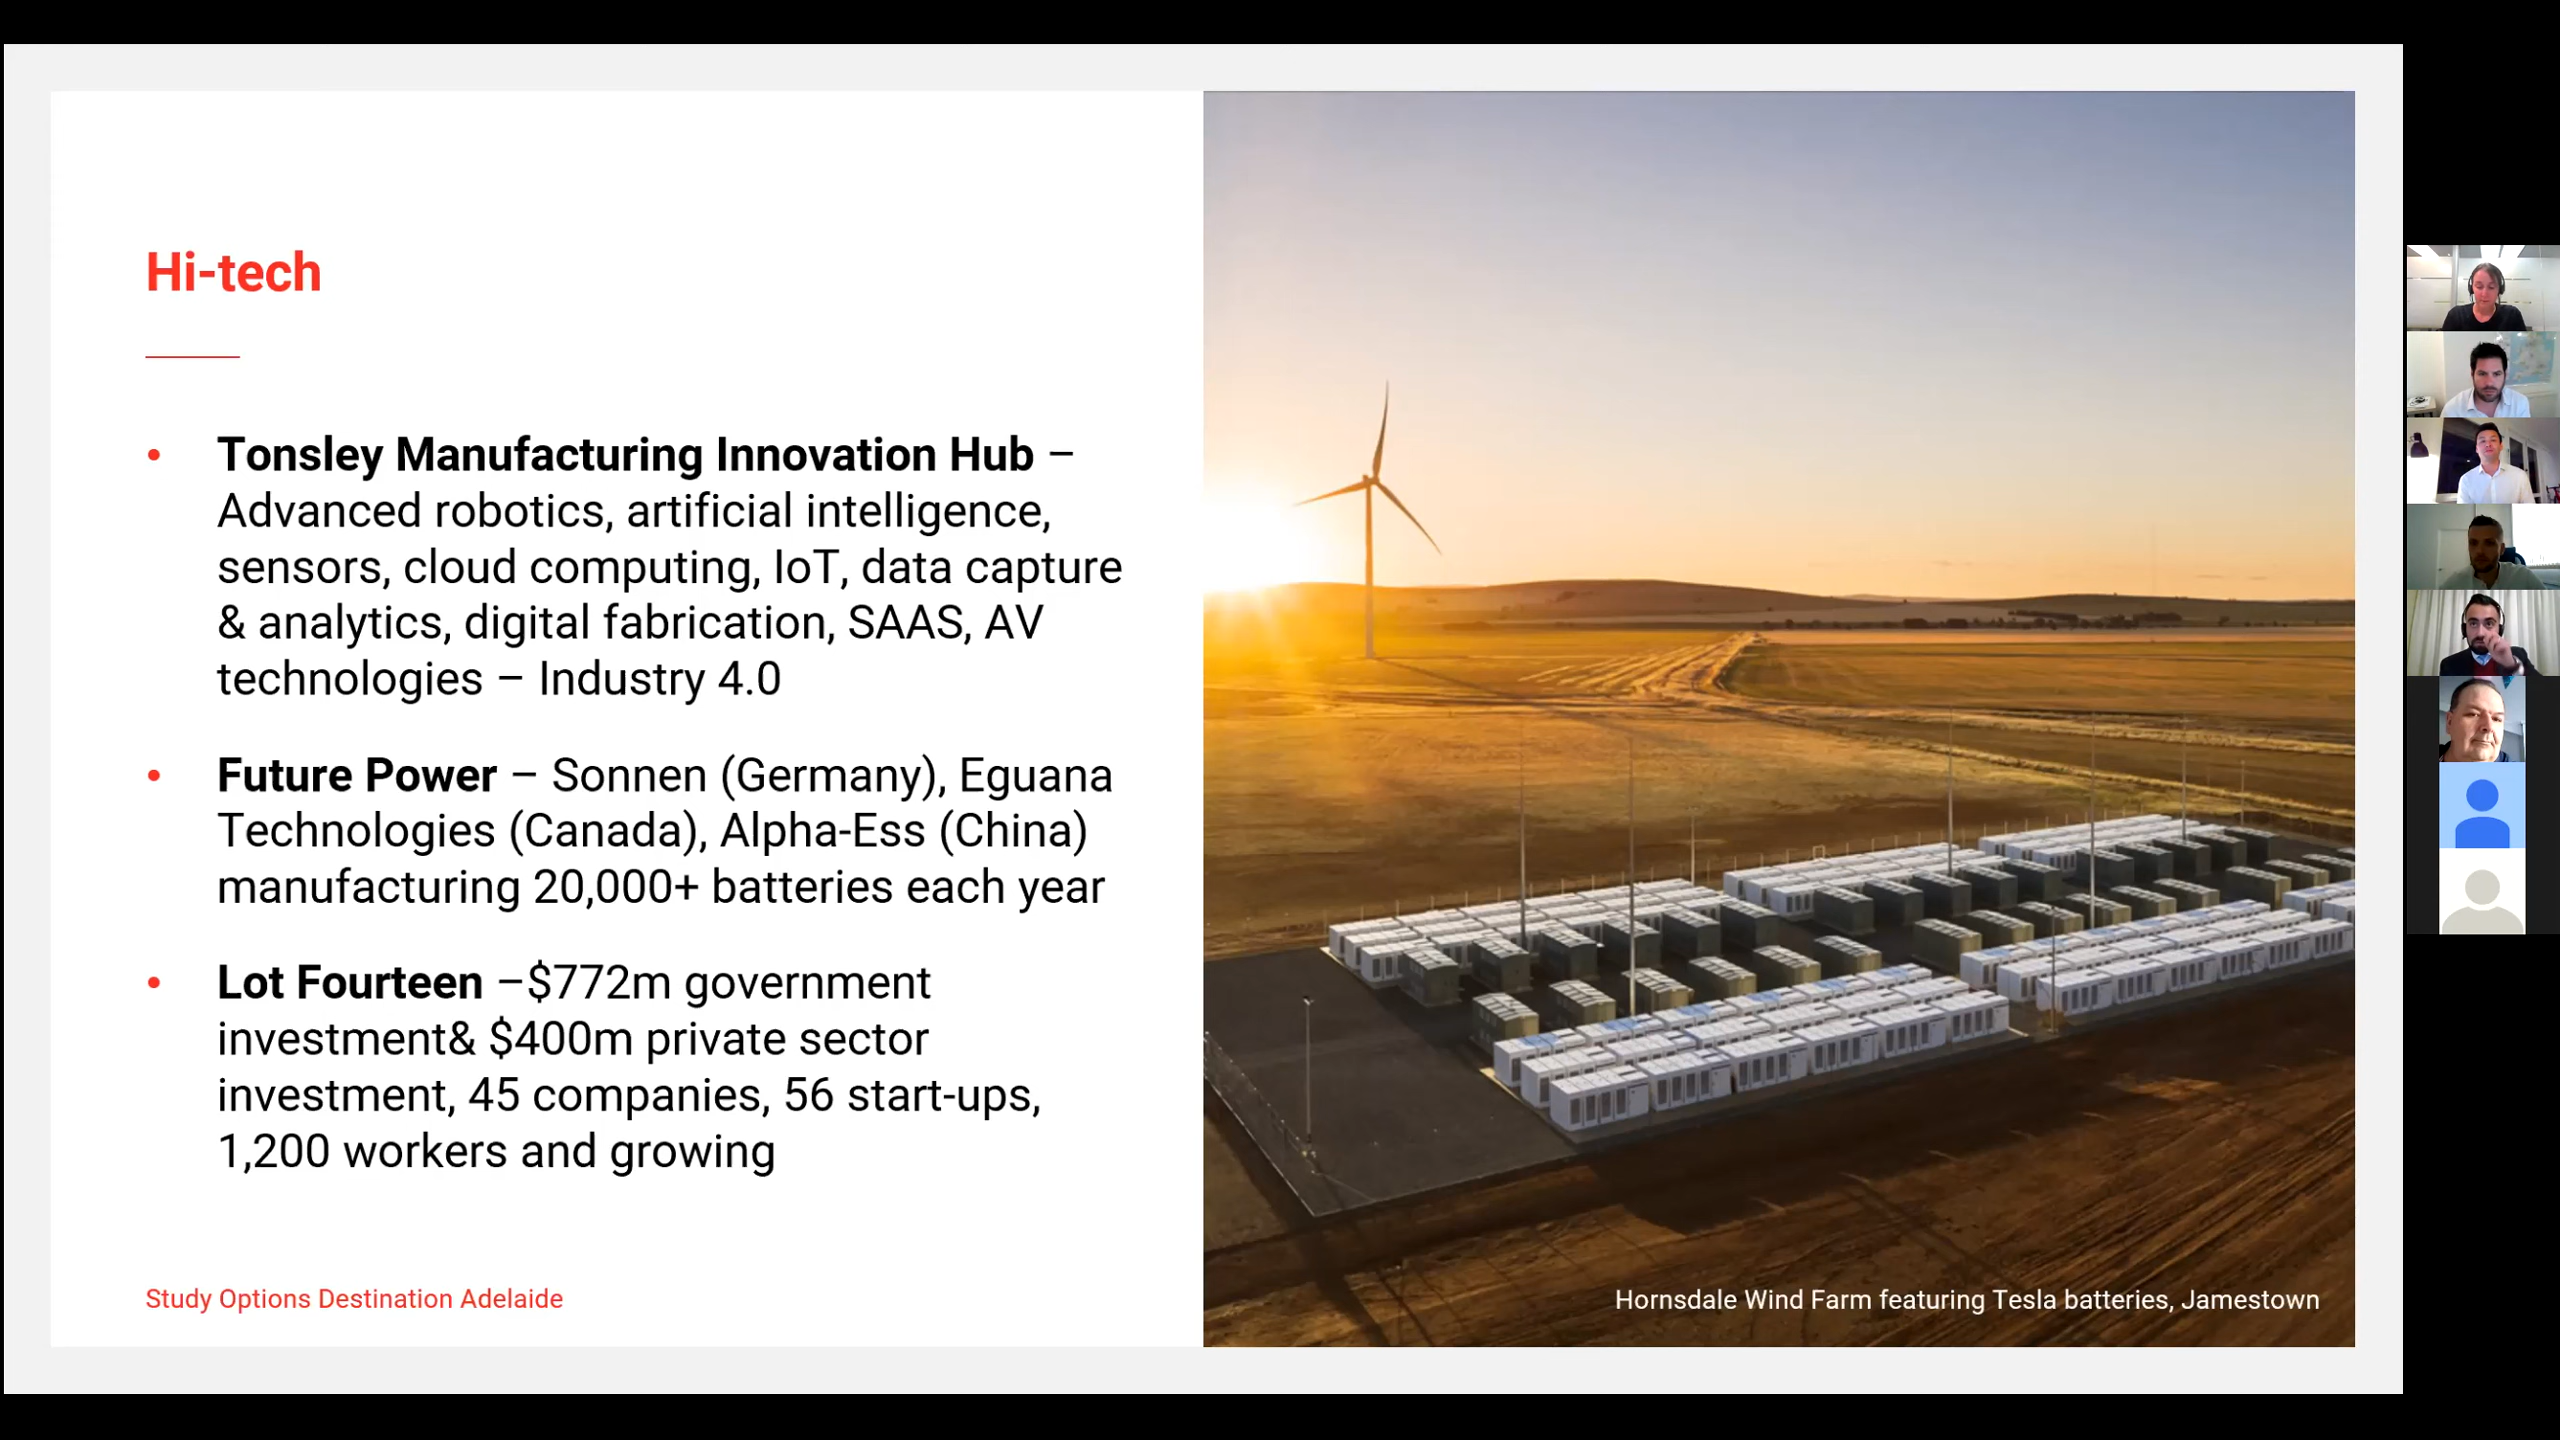 Hi-tech
• Tonsley Manufacturing Innovation Hub –
Advanced robotics, artificial intelligence,
sensors, cloud computing, IoT, data capture
& analytics, digital fabrication, SAAS, AV
technologies – Industry 4.0
• Future Power – Sonnen (Germany), Eguana
Technologies (Canada), Alpha-Ess (China)
manufacturing 20,000+ batteries each year
• Lot Fourteen –$772m government
investment& $400m private sector
investment, 45 companies, 56 start-ups,
1,200 workers and growing
Study Options Destination Adelaide
Hornsdale Wind Farm featuring Tesla batteries, Jamestown